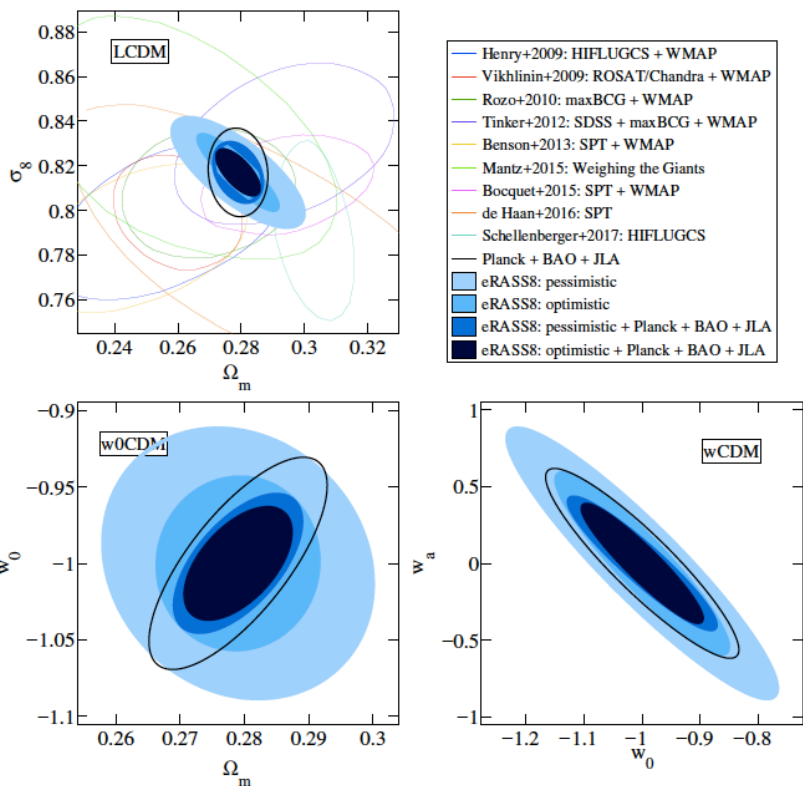 0.88
0.84
0.8
0.76
σ8
LCDM
0.24 0.26 0.28 0.3 0.32
Ωm
Henry+2009: HIFLUGCS + WMAP
Vikhlinin+2009: ROSAT/Chandra + WMAP
Rozo+2010: maxBCG + WMAP
Tinker+2012: SDSS + maxBCG + WMAP
Benson+2013: SPT + WMAP
Mantz+2015: Weighing the Giants
Bocquet+2015: SPT + WMAP
de Haan+2016: SPT
Schellenberger+2017: HIFLUGCS
Planck + BAO + JLA
eRASS8: pessimistic
eRASS8: optimistic
eRASS8: pessimistic + Planck + BAO + JLA
eRASS8: optimistic + Planck + BAO + JLA
−0.9
−0.95
−1
−1.05
−1.1
w0
w0CDM
0.26 0.27 0.28 0.29 0.3
Ωm
1
0.5
0
−0.5
−1
wa
wCDM
−1.2 −1.1 −1 −0.9 −0.8
w0